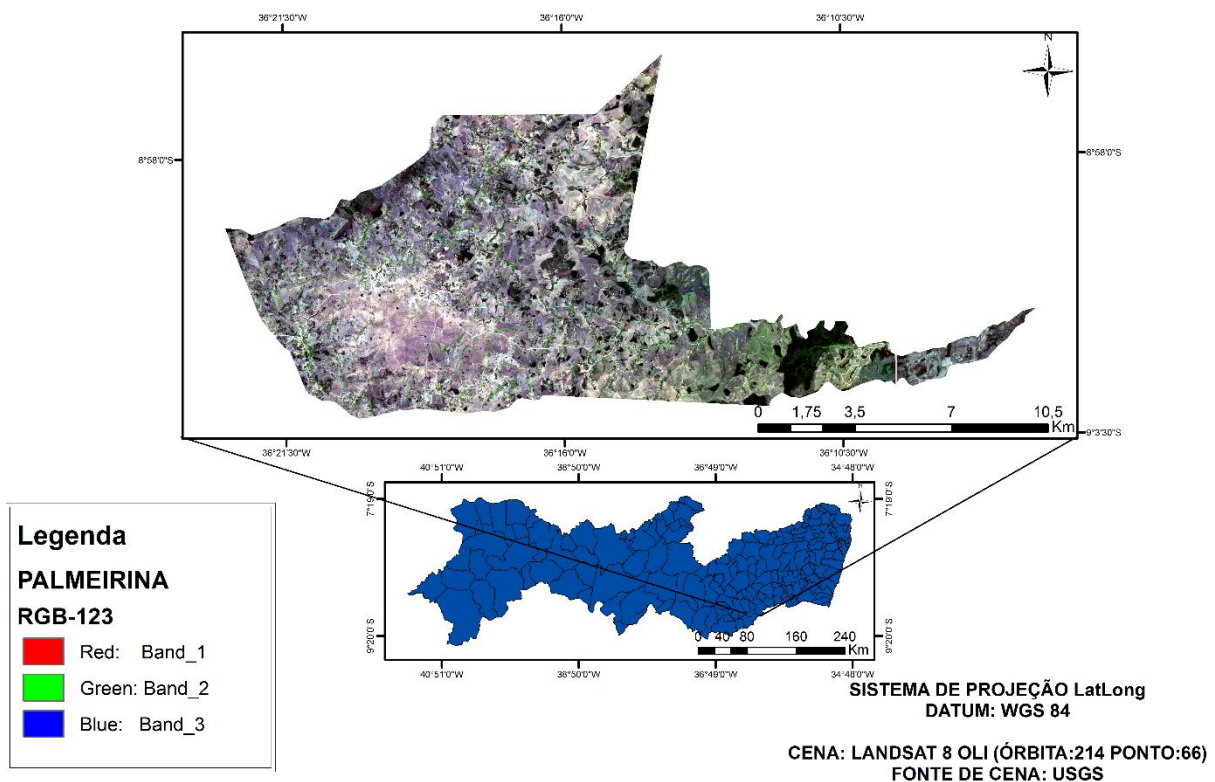 36°21'30"W 36°16'0"W 36°10'30"W
N
8°58'0"S 8°58'0"S
0 1,75 3,5 7 10,5
Km
9°3'30"S
36°21'30"W 36°16'0"W 36°10'30"W
40°51'0"W 38°50'0"W 36°49'0"W 34°48'0"W
7°19'0"S 7°19'0"S
9°20'0"S 9°20'0"S
0 40 80 160 240
Km
40°51'0"W 38°50'0"W 36°49'0"W 34°48'0"W
Legenda
PALMEIRINA
RGB-123
Red: Band_1
Green: Band_2
Blue: Band_3
SISTEMA DE PROJEÇÃO LatLong
DATUM: WGS 84
CENA: LANDSAT 8 OLI (ÓRBITA:214 PONTO:66)
FONTE DE CENA: USGS